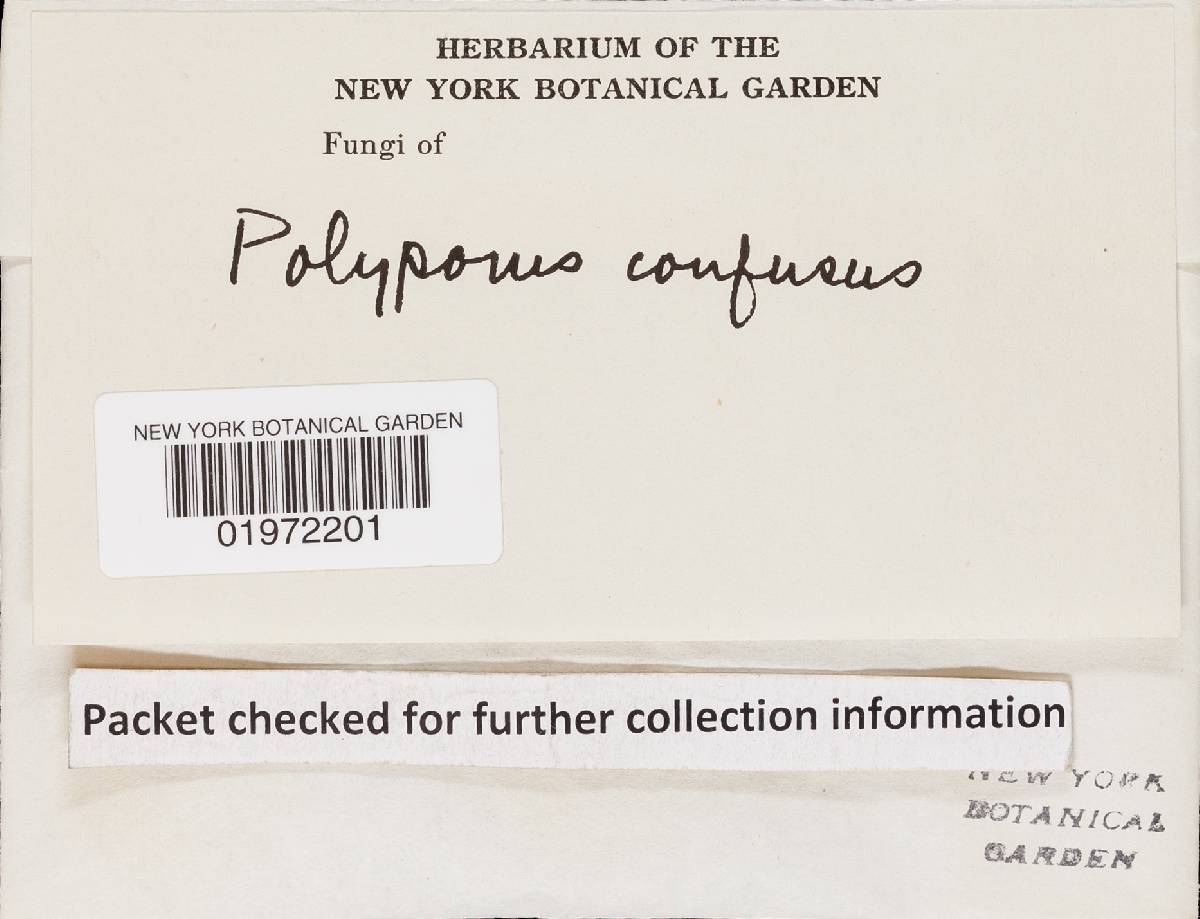 HERBARIUM OF THE
NEW YORK BOTANICAL GARDEN
Fungi of
Polyporus confusus
NEW YORK BOTANICAL GARDEN
01972201
Packet checked for further collection information
NEW YORK
BOTANICAL
GARDEN